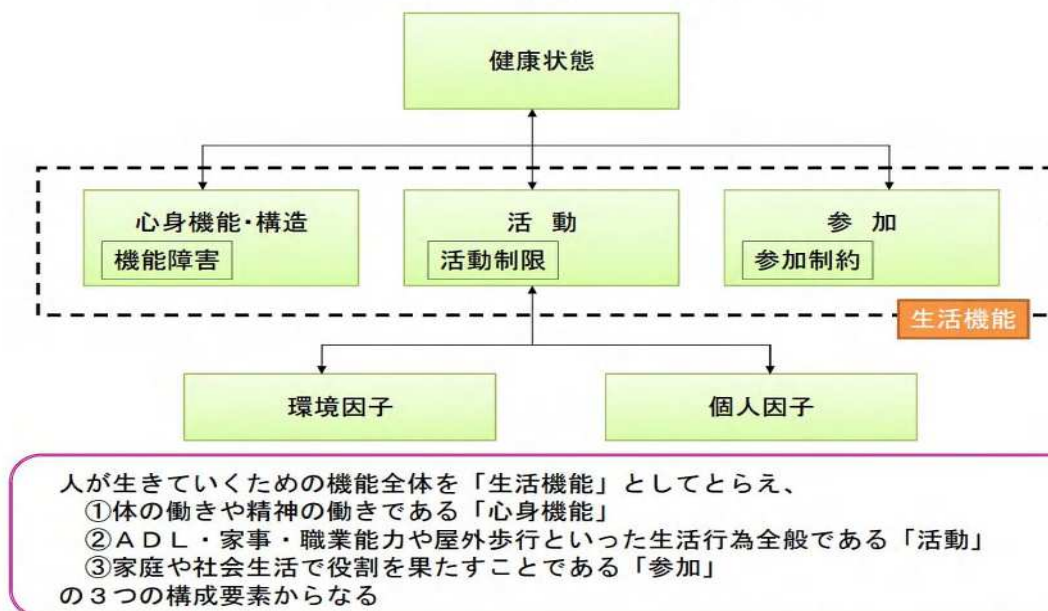 健康状態
心身機能・構造
機能障害
活 動
活動制限
参 加
参加制約
生活機能
環境因子
個人因子
人が生きていくための機能全体を「生活機能」としてとらえ、
①体の働きや精神の働きである「心身機能」
②ＡＤＬ・家事・職業能力や屋外歩行といった生活行為全般である「活動」
③家庭や社会生活で役割を果たすことである「参加」
の３つの構成要素からなる